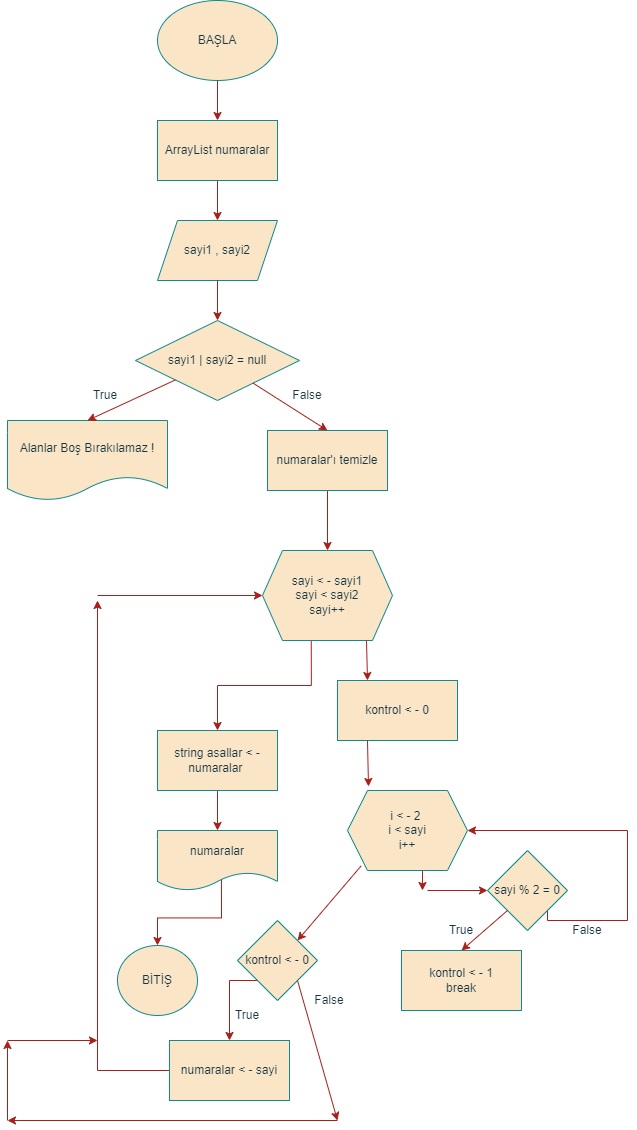 BAŞLA
ArrayList numaralar
sayi1 , sayi2
sayi1 | sayi2 = null
True
False
Alanlar Boş Bırakılamaz !
numaralar'ı temizle
sayi < - sayi1
sayi < sayi2
sayi++
kontrol < - 0
string asallar < -
numaralar
i < - 2
i < sayi
i++
numaralar
sayi % 2 = 0
True
False
kontrol < - 0
BİTİŞ
kontrol < - 1
break
True
False
numaralar < - sayi